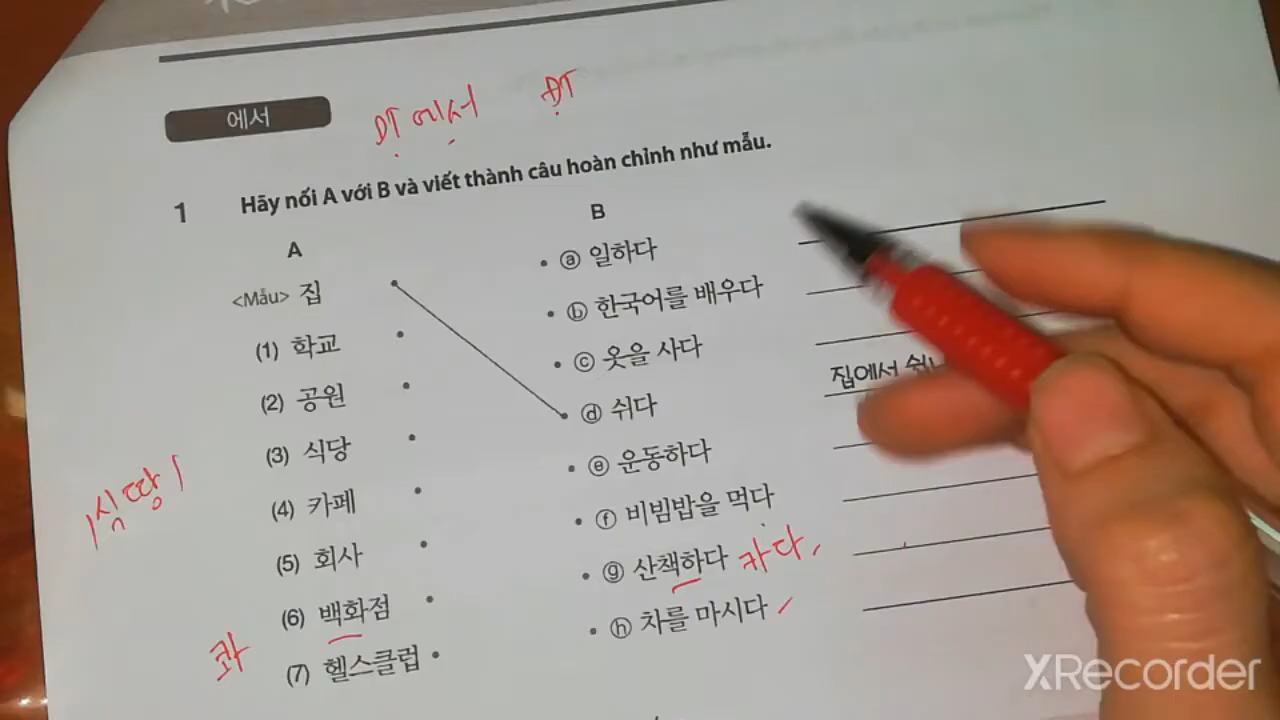 에서
DT 에서 ĐT
1 Hãy nối A với B và viết thành câu hoàn chỉnh như mẫu.
A B
<Mẫu> 집 • ⓐ 일하다
(1) 학교 • • ⓑ 한국어를 배우다
(2) 공원 • • ⓒ 옷을 사다
(3) 식당 • ⓓ 쉬다 집에서
(4) 카페 • • ⓔ 운동하다
(5) 회사 • • ⓕ 비빔밥을 먹다
(6) 백화점 • • ⓖ 산책하다 카다
(7) 헬스클럽 • • ⓗ 차를 마시다
/식땅/
콰
XRecorder